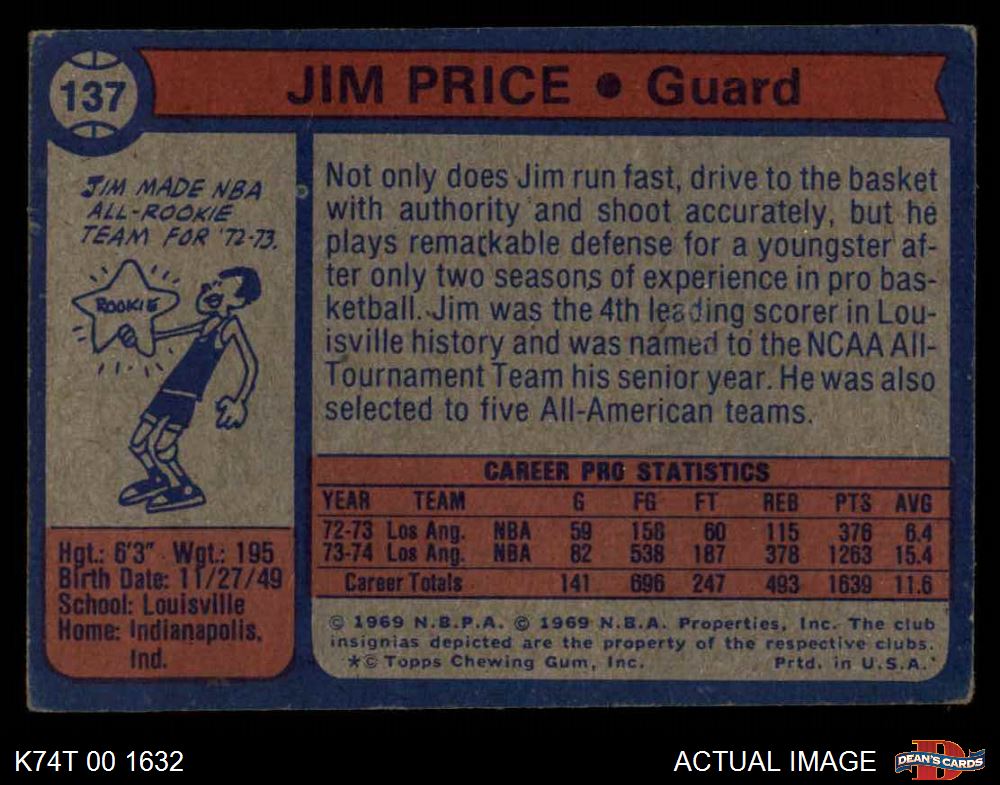 137
JIM PRICE • Guard
JIM MADE NBA
ALL-ROOKIE
TEAM FOR '72-73.
ROOKIE
Hgt.: 6'3" Wgt.: 195
Birth Date: 11/27/49
School: Louisville
Home: Indianapolis,
Ind.
Not only does Jim run fast, drive to the basket
with authority and shoot accurately, but he
plays remarkable defense for a youngster af-
ter only two seasons of experience in pro bas-
ketball. Jim was the 4th leading scorer in Lou-
isville history and was named to the NCAA All-
Tournament Team his senior year. He was also
selected to five All-American teams.
CAREER PRO STATISTICS
YEAR TEAM G FG FT REB PTS AVG
72-73 Los Ang. NBA 59 158 60 115 376 6.4
73-74 Los Ang. NBA 82 538 187 378 1263 15.4
Career Totals 141 696 247 493 1639 11.6
© 1969 N.B.P.A. © 1969 N.B.A. Properties, Inc. The club
insignias depicted are the property of the respective clubs.
*© Topps Chewing Gum, Inc. Prtd. in U.S.A.
K74T 00 1632
ACTUAL IMAGE
D
DEAN'S CARDS